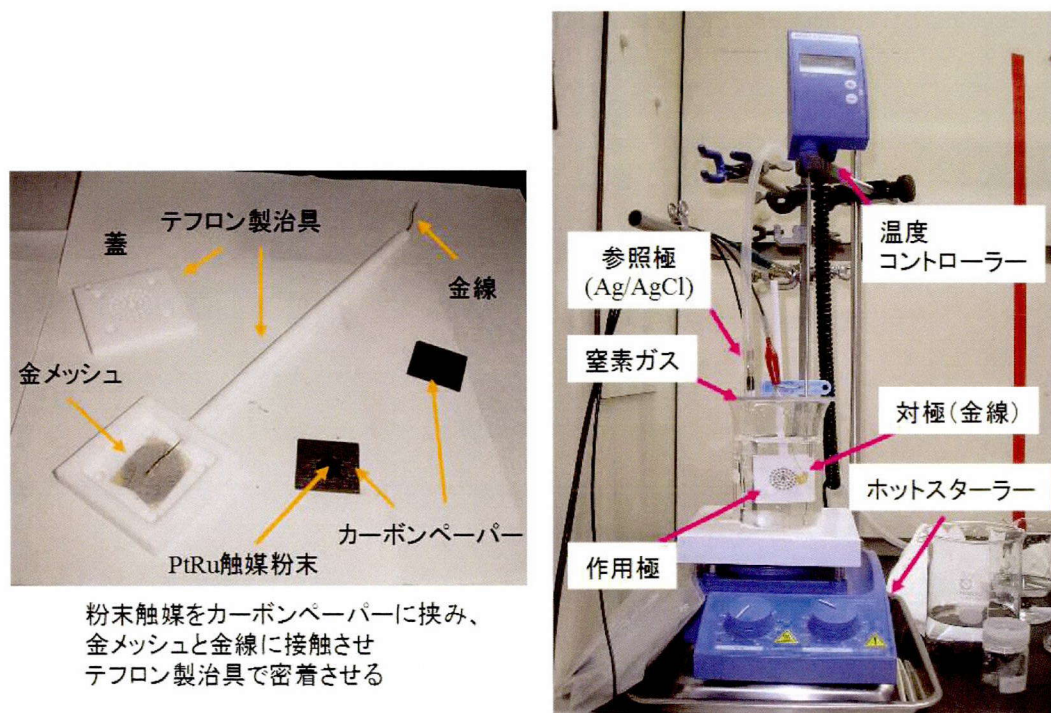 蓋
テフロン製治具
金線
金メッシュ
カーボンペーパー
PtRu触媒粉末
粉末触媒をカーボンペーパーに挟み、
金メッシュと金線に接触させ
テフロン製治具で密着させる
参照極
(Ag/AgCl)
窒素ガス
作用極
温度
コントローラー
対極(金線)
ホットスターラー